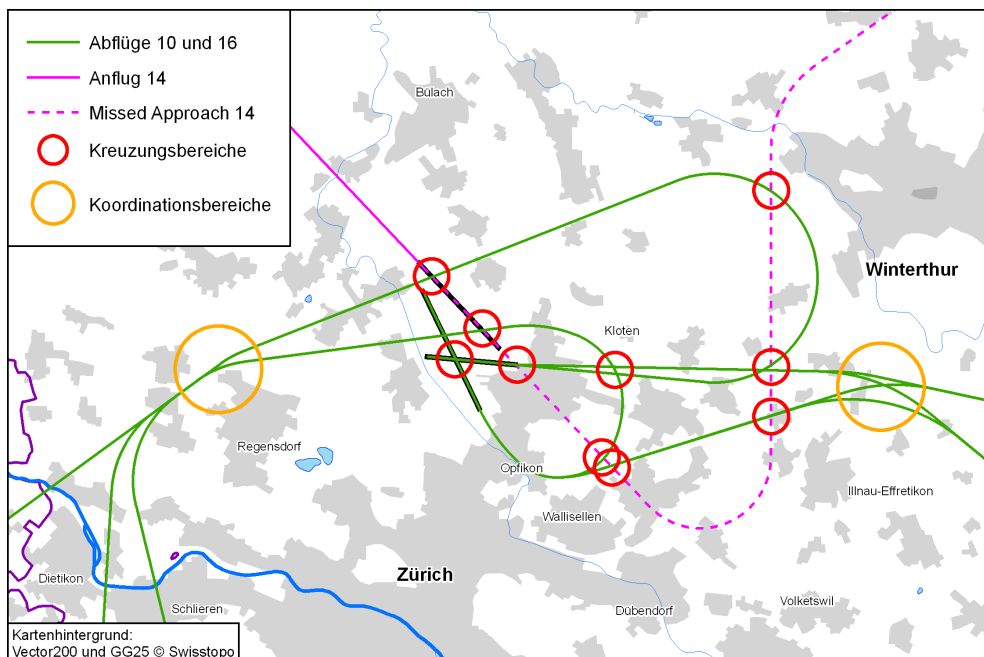 Abflüge 10 und 16
Anflug 14
Missed Approach 14
Kreuzungsbereiche
Koordinationsbereiche
Bülach
Winterthur
Kloten
Regensdorf
Opfikon
Illnau-Effretikon
Wallisellen
Zürich
Dietikon
Schlieren
Dübendorf
Volketswil
Kartenhintergrund:
Vector200 und GG25 © Swisstopo